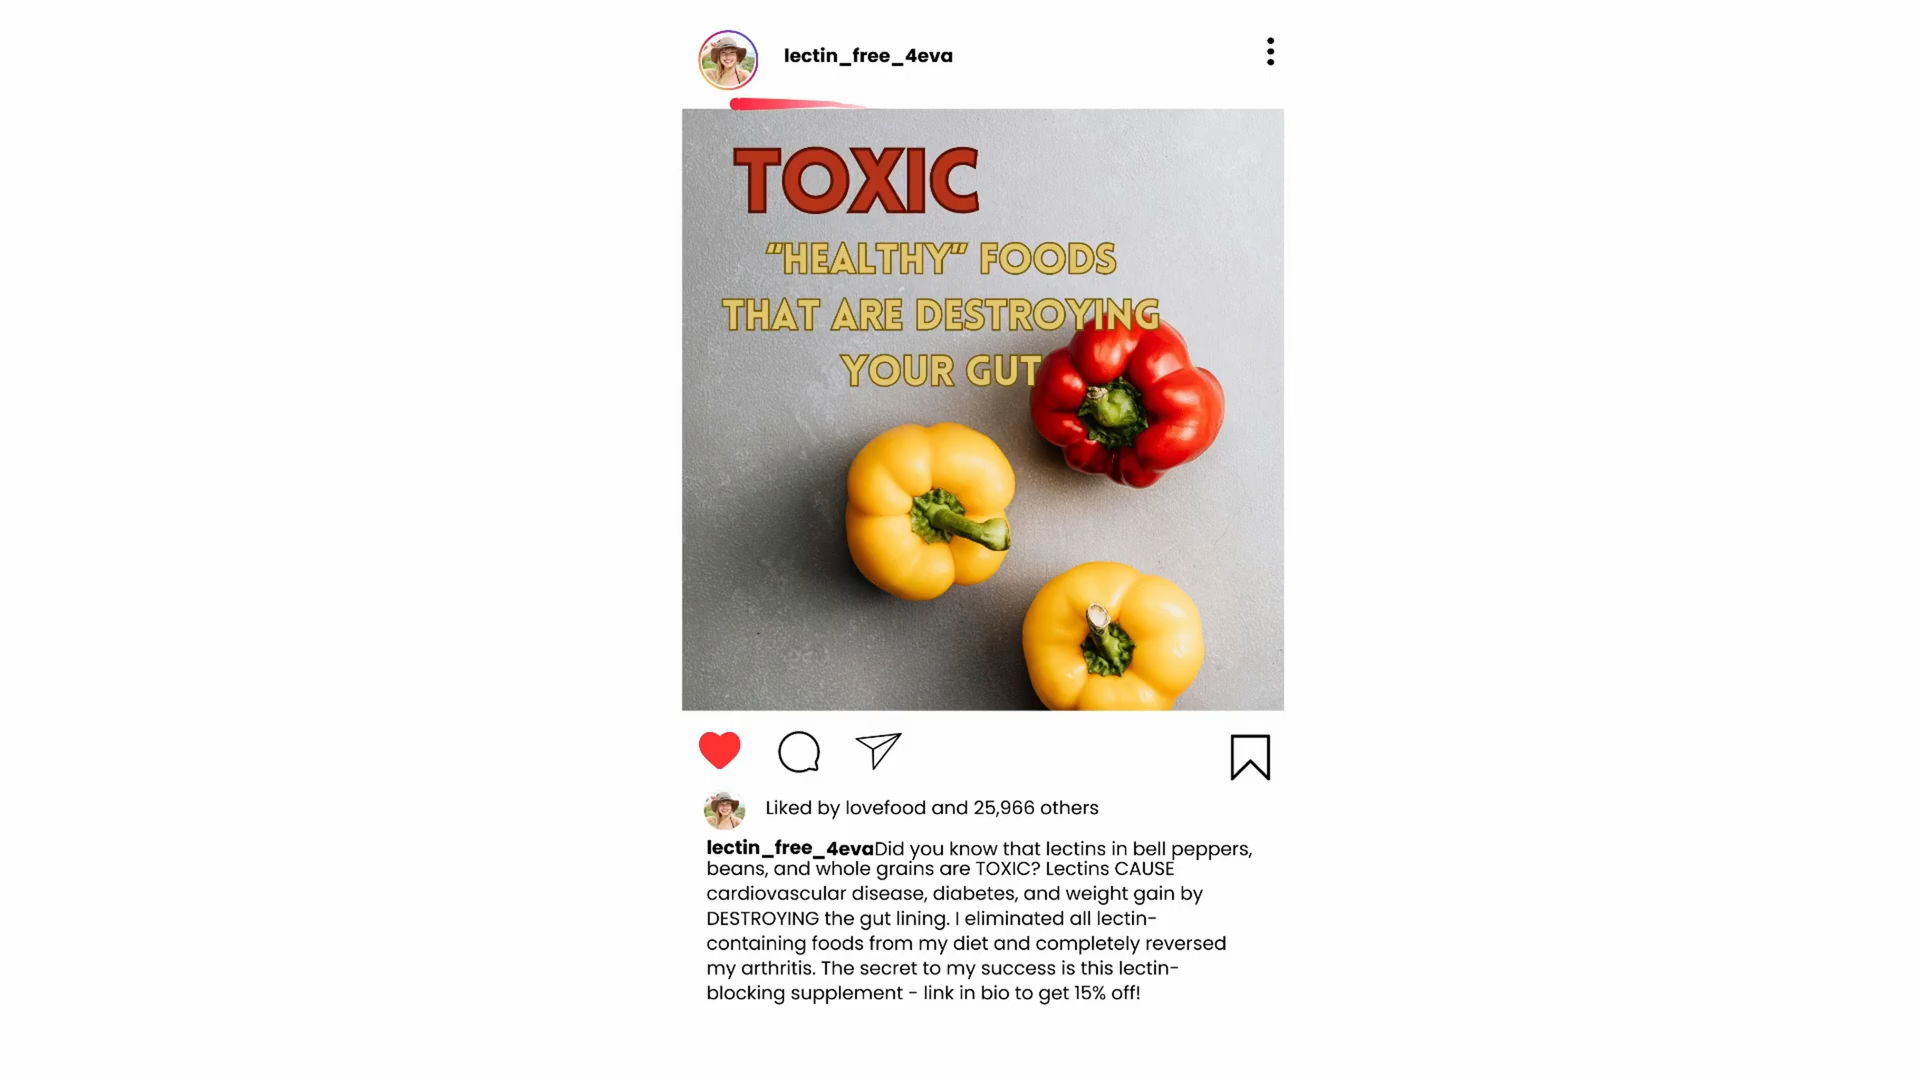 lectin_free_4eva
TOXIC
"HEALTHY" FOODS
THAT ARE DESTROYING
YOUR GUT
Liked by lovefood and 25,966 others
lectin_free_4evaDid you know that lectins in bell peppers,
beans, and whole grains are TOXIC? Lectins CAUSE
cardiovascular disease, diabetes, and weight gain by
DESTROYING the gut lining. I eliminated all lectin-
containing foods from my diet and completely reversed
my arthritis. The secret to my success is this lectin-
blocking supplement - link in bio to get 15% off!